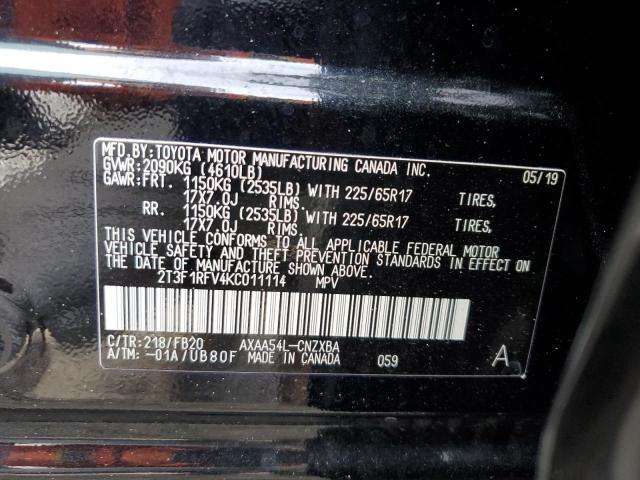 MFD.BY:TOYOTA MOTOR MANUFACTURING CANADA INC. 05/19
GVWR:2090KG (4610LB)
GAWR:FRT. 1150KG (2535LB) WITH 225/65R17 TIRES,
17X7.0J RIMS.
RR. 1150KG (2535LB) WITH 225/65R17 TIRES,
17X7.0J RIMS.
THIS VEHICLE CONFORMS TO ALL APPLICABLE FEDERAL MOTOR
VEHICLE SAFETY AND THEFT PREVENTION STANDARDS IN EFFECT ON
THE DATE OF MANUFACTURE SHOWN ABOVE.
2T3F1RFV4KC011114 MPV
C/TR:218/FB20 AXAA54L-CNZXBA
A/TM:-01A/UB80F MADE IN CANADA 059 A